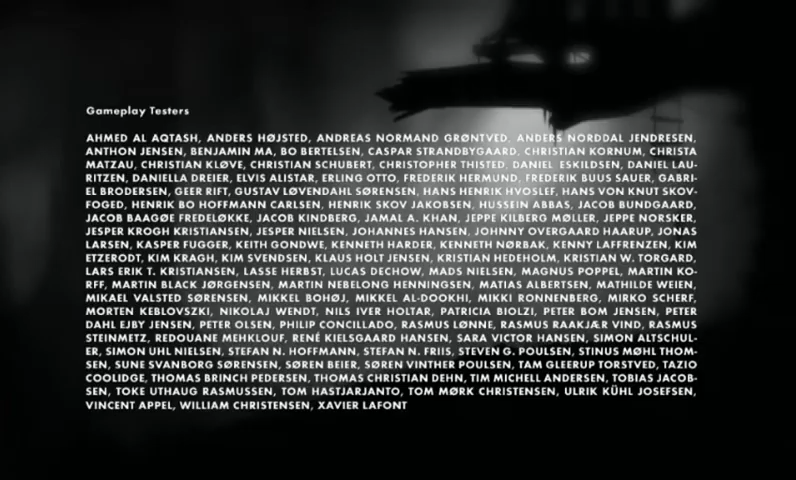 Gameplay Testers
AHMED AL AQTASH, ANDERS HØJSTED, ANDREAS NORMAND GRØNTVED, ANDERS NORDDAL JENDRESEN,
ANTHON JENSEN, BENJAMIN MA, BO BERTELSEN, CASPAR STRANDBYGAARD, CHRISTIAN KORNUM, CHRISTA
MATZAU, CHRISTIAN KLØVE, CHRISTIAN SCHUBERT, CHRISTOPHER THISTED, DANIEL ESKILDSEN, DANIEL LAU-
RITZEN, DANIELLA DREIER, ELVIS ALISTAR, ERLING OTTO, FREDERIK HERMUND, FREDERIK BUUS SAUER, GABRI-
EL BRODERSEN, GEER RIFT, GUSTAV LØVENDAHL SØRENSEN, HANS HENRIK HVOSLEF, HANS VON KNUT SKOV-
FOGED, HENRIK BO HOFFMANN CARLSEN, HENRIK SKOV JAKOBSEN, HUSSEIN ABBAS, JACOB BUNDGAARD,
JACOB BAAGØE FREDELØKKE, JACOB KINDBERG, JAMAL A. KHAN, JEPPE KILBERG MØLLER, JEPPE NORSKER,
JESPER KROGH KRISTIANSEN, JESPER NIELSEN, JOHANNES HANSEN, JOHNNY OVERGAARD HAARUP, JONAS
LARSEN, KASPER FUGGER, KEITH GONDWE, KENNETH HARDER, KENNETH NØRBAK, KENNY LAFFRENZEN, KIM
ETZERODT, KIM KRAGH, KIM SVENDSEN, KLAUS HOLT JENSEN, KRISTIAN HEDEHOLM, KRISTIAN W. TORGARD,
LARS ERIK T. KRISTIANSEN, LASSE HERBST, LUCAS DECHOW, MADS NIELSEN, MAGNUS POPPEL, MARTIN KO-
RFF, MARTIN BLACK JØRGENSEN, MARTIN NEBELONG HENNINGSEN, MATIAS ALBERTSEN, MATHILDE WEIEN,
MIKAEL VALSTED SØRENSEN, MIKKEL BOHØJ, MIKKEL AL-DOOKHI, MIKKI RONNENBERG, MIRKO SCHERF,
MORTEN KEBLOVSZKI, NIKOLAJ WENDT, NILS IVER HOLTAR, PATRICIA BIOLZI, PETER BOM JENSEN, PETER
DAHL EJBY JENSEN, PETER OLSEN, PHILIP CONCILLADO, RASMUS LØNNE, RASMUS RAAKJÆR VIND, RASMUS
STEINMETZ, REDOUANE MEHKLOUF, RENÉ KIELSGAARD HANSEN, SARA VICTOR HANSEN, SIMON ALTSCHUL-
ER, SIMON UHL NIELSEN, STEFAN N. HOFFMANN, STEFAN N. FRIIS, STEVEN G. POULSEN, STINUS MØHL THOM-
SEN, SUNE SVANBORG SØRENSEN, SØREN BEIER, SØREN VINTHER POULSEN, TAM GLEERUP TORSTVED, TAZIO
COOLIDGE, THOMAS BRINCH PEDERSEN, THOMAS CHRISTIAN DEHN, TIM MICHELL ANDERSEN, TOBIAS JACOB-
SEN, TOKE UTHAUG RASMUSSEN, TOM HASTJARJANTO, TOM MØRK CHRISTENSEN, ULRIK KÜHL JOSEFSEN,
VINCENT APPEL, WILLIAM CHRISTENSEN, XAVIER LAFONT